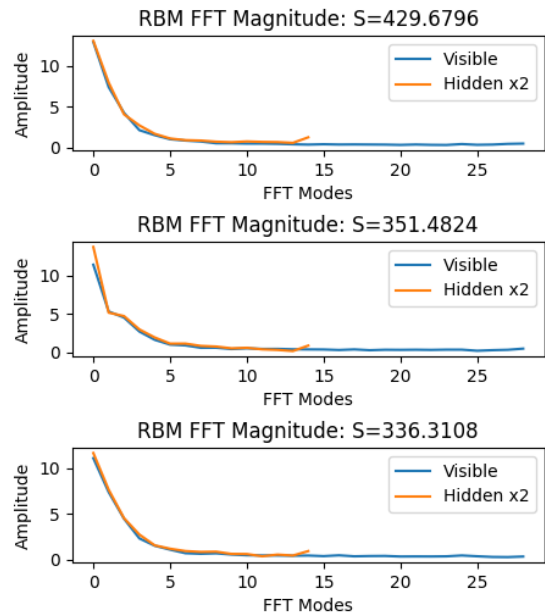 RBM FFT Magnitude: S=429.6796
Amplitude
10
5
0
Visible
Hidden x2
0 5 10 15 20 25
FFT Modes
RBM FFT Magnitude: S=351.4824
Amplitude
10
5
0
Visible
Hidden x2
0 5 10 15 20 25
FFT Modes
RBM FFT Magnitude: S=336.3108
Amplitude
10
5
0
Visible
Hidden x2
0 5 10 15 20 25
FFT Modes